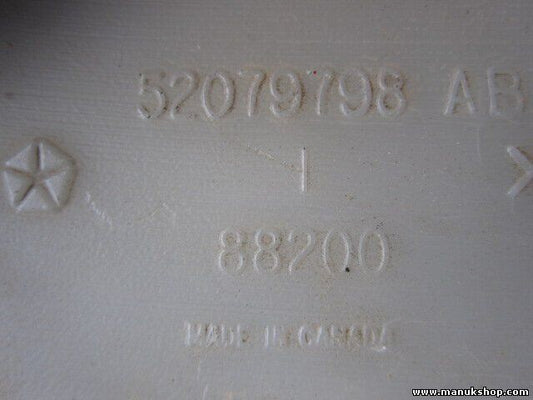 52079798 AB
88200
MADE IN CANADA
www.manukshop.com